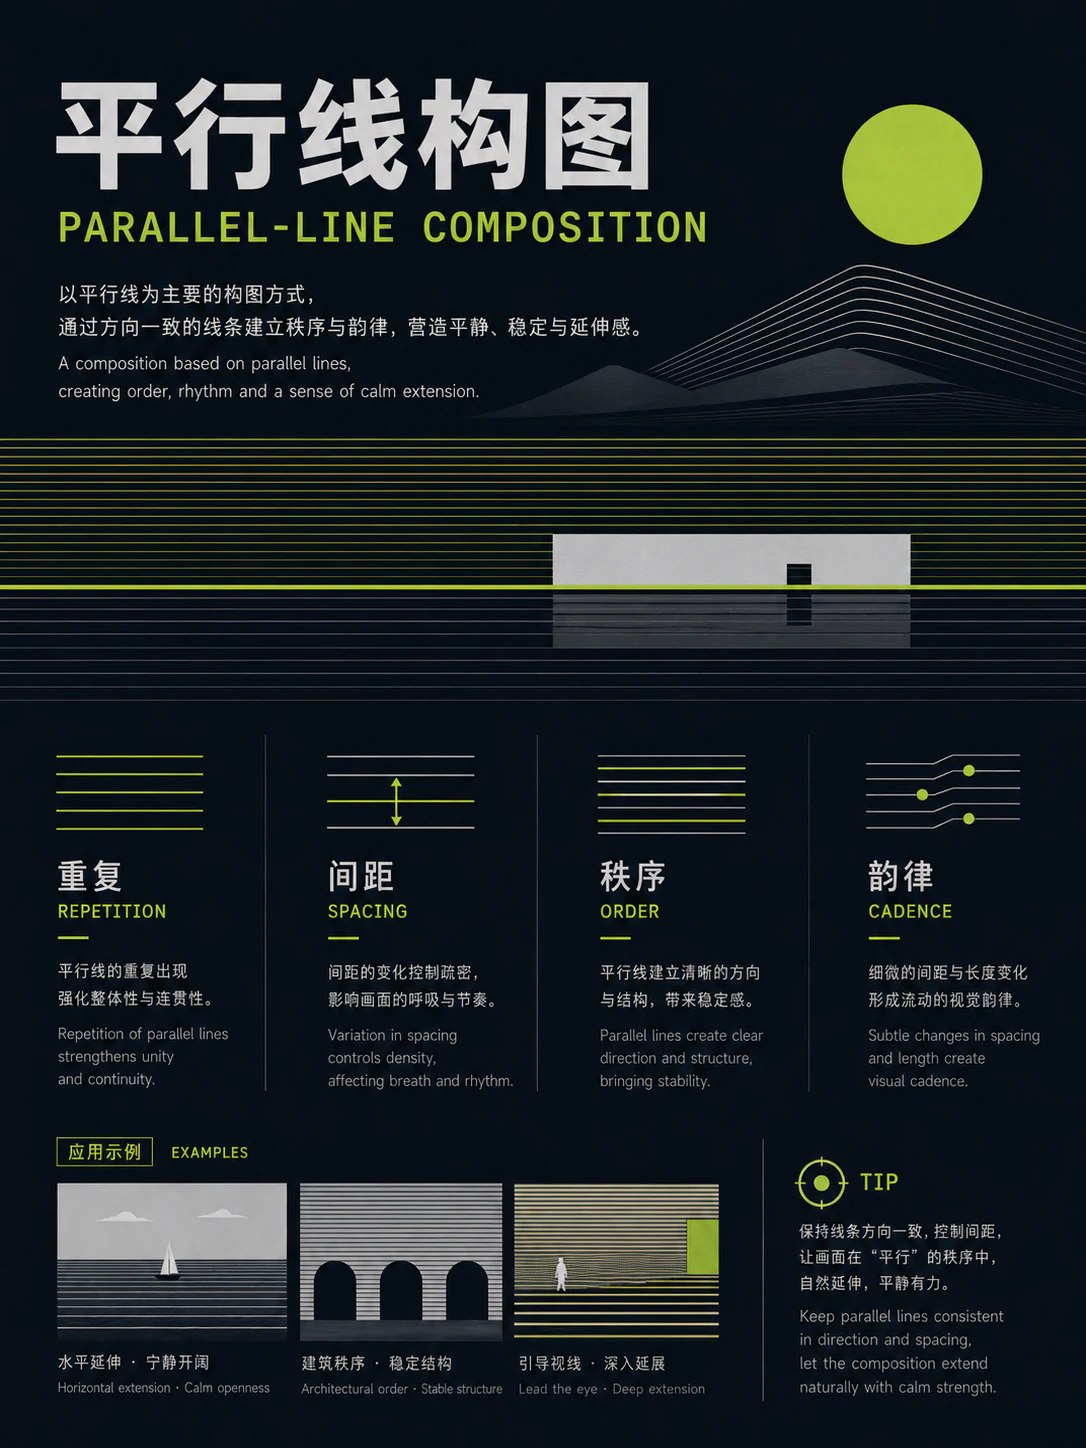 平行线构图
PARALLEL-LINE COMPOSITION
以平行线为主要的构图方式，
通过方向一致的线条建立秩序与韵律，营造平静、稳定与延伸感。
A composition based on parallel lines,
creating order, rhythm and a sense of calm extension.
重复
REPETITION
平行线的重复出现
强化整体性与连贯性。
Repetition of parallel lines
strengthens unity
and continuity.
间距
SPACING
间距的变化控制疏密，
影响画面的呼吸与节奏。
Variation in spacing
controls density,
affecting breath and rhythm.
秩序
ORDER
平行线建立清晰的方向
与结构，带来稳定感。
Parallel lines create clear
direction and structure,
bringing stability.
韵律
CADENCE
细微的间距与长度变化
形成流动的视觉韵律。
Subtle changes in spacing
and length create
visual cadence.
应用示例 EXAMPLES
水平延伸 · 宁静开阔
Horizontal extension · Calm openness
建筑秩序 · 稳定结构
Architectural order · Stable structure
引导视线 · 深入延展
Lead the eye · Deep extension
TIP
保持线条方向一致，控制间距，
让画面在“平行”的秩序中，
自然延伸，平静有力。
Keep parallel lines consistent
in direction and spacing,
let the composition extend
naturally with calm strength.